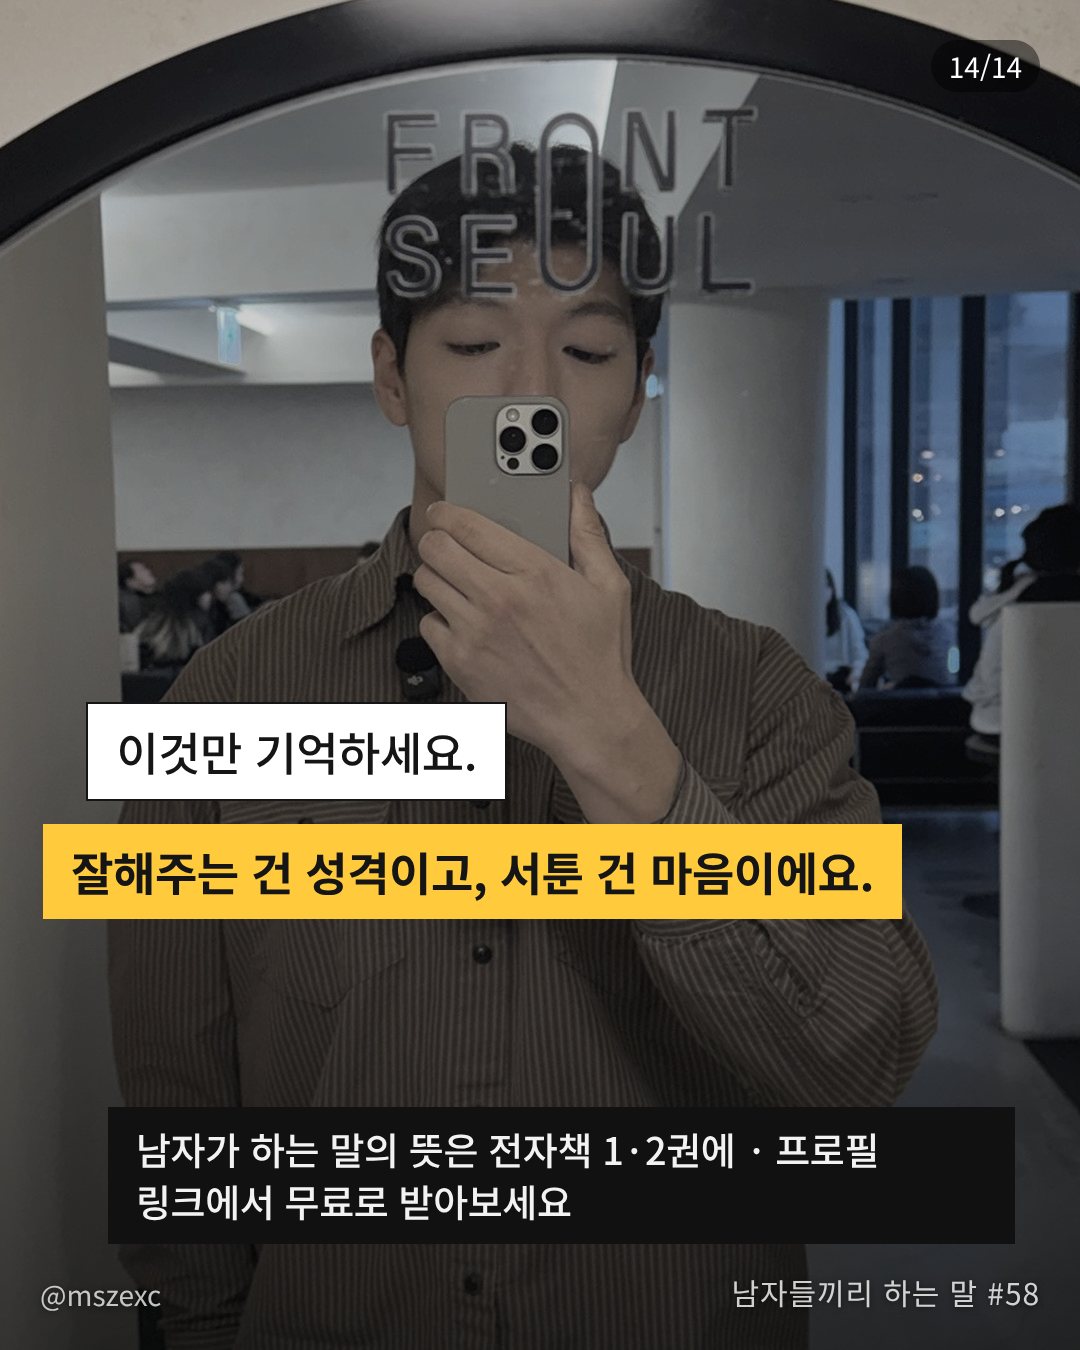 14/14
FRONT
SEOUL
이것만 기억하세요.
잘해주는 건 성격이고, 서툰 건 마음이에요.
남자가 하는 말의 뜻은 전자책 1·2권에 · 프로필
링크에서 무료로 받아보세요
@mszexc
남자들끼리 하는 말 #58